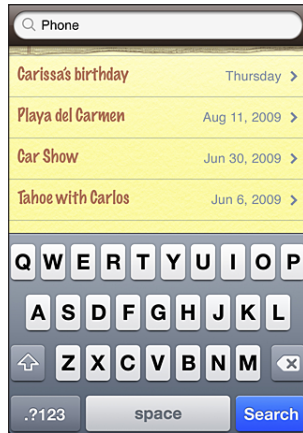 Phone
Carissa's birthday Thursday
Playa del Carmen Aug 11, 2009
Car Show Jun 30, 2009
Tahoe with Carlos Jun 6, 2009
Q W E R T Y U I O P
A S D F G H J K L
Z X C V B N M
.?123 space Search